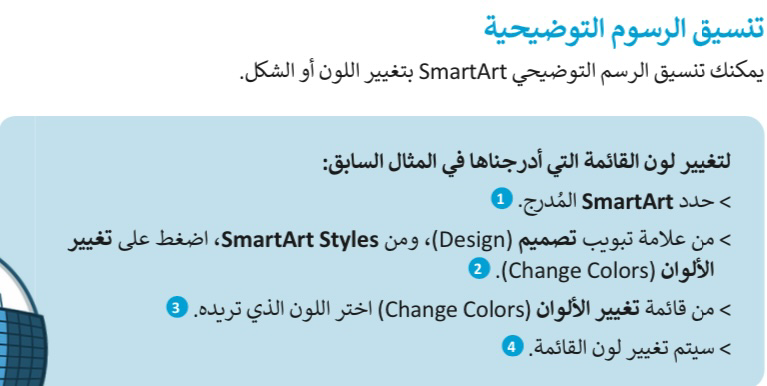 تنسيق الرسوم التوضيحية
يمكنك تنسيق الرسم التوضيحي SmartArt بتغيير اللون أو الشكل.
لتغيير لون القائمة التي أدرجناها في المثال السابق:
> حدد SmartArt المُدرج. 1
> من علامة تبويب تصميم (Design)، ومن SmartArt Styles، اضغط على تغيير
الألوان (Change Colors). 2
> من قائمة تغيير الألوان (Change Colors) اختر اللون الذي تريده. 3
> سيتم تغيير لون القائمة. 4